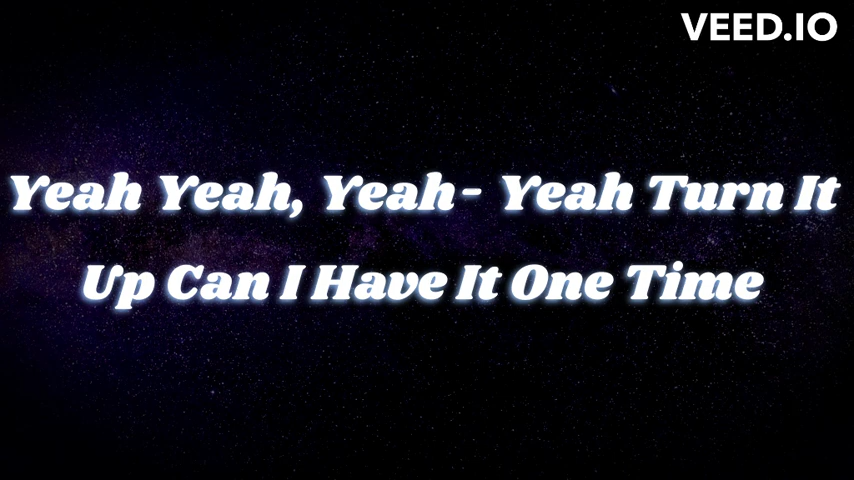 VEED.IO
Yeah Yeah, Yeah- Yeah Turn It
Up Can I Have It One Time